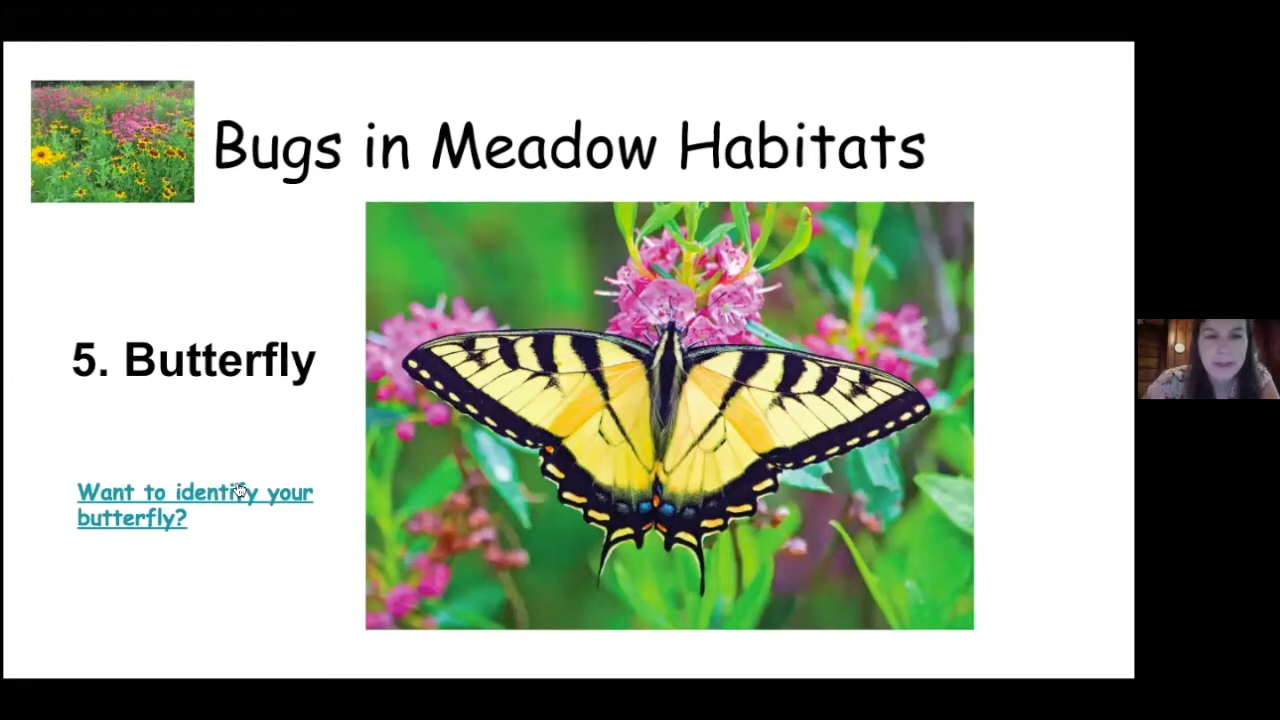 Bugs in Meadow Habitats
5. Butterfly
Want to identify your
butterfly?